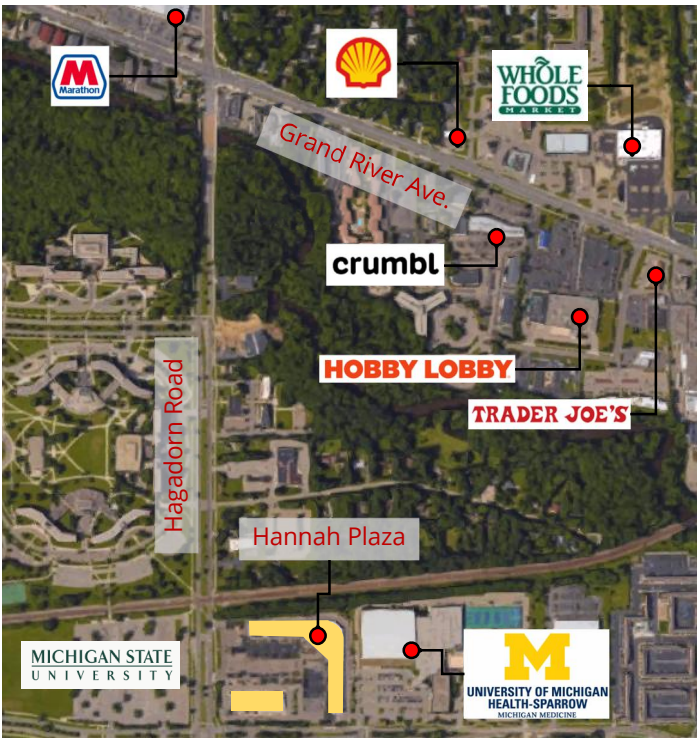 M
Marathon
WHÔLE
FOODS
MARKET
Grand River Ave.
crumbl
HOBBY LOBBY
TRADER JOE'S
Hagadorn Road
Hannah Plaza
MICHIGAN STATE
UNIVERSITY
M
UNIVERSITY OF MICHIGAN
HEALTH-SPARROW
MICHIGAN MEDICINE